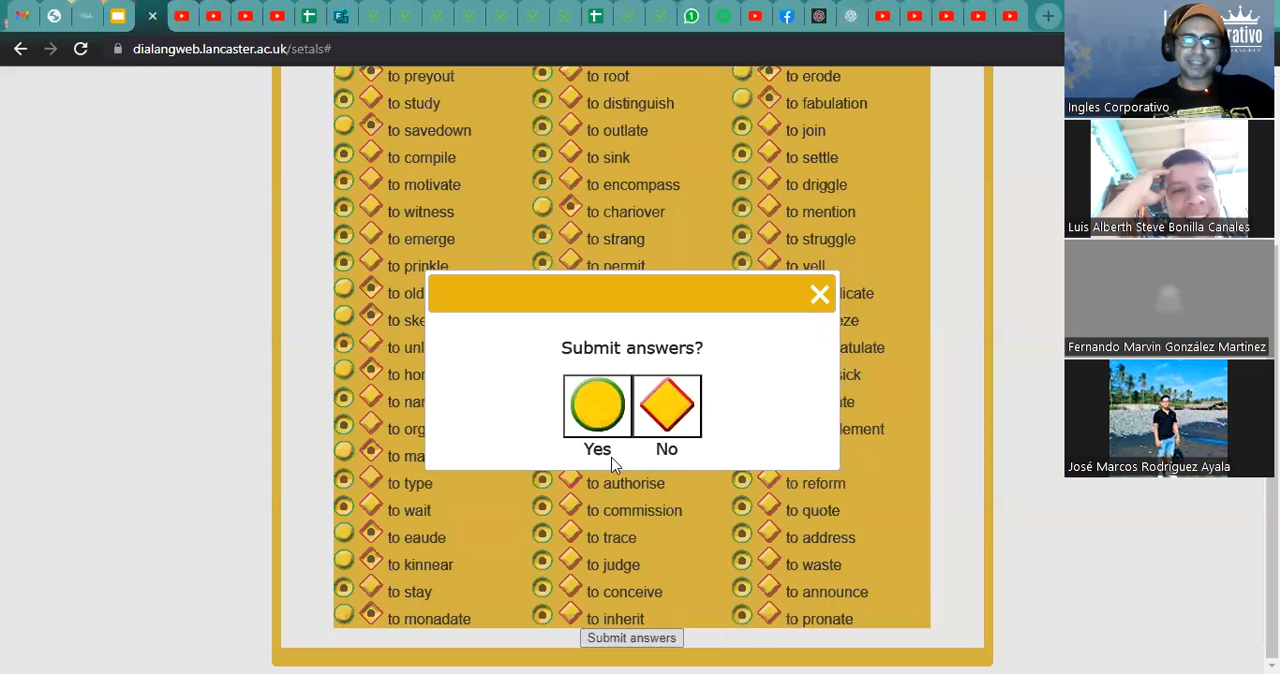 dialangweb.lancaster.ac.uk/setals#
to preyout to root to erode
to study to distinguish to fabulation
to savedown to outlate to join
to compile to sink to settle
to motivate to encompass to driggle
to witness to chariover to mention
to emerge to strang to struggle
to prinkle to permit to yell
to old licate
to ske eze
to unl atulate
to hor sick
to nar ate
to org lement
to ma
Submit answers?
Yes No
to type to authorise to reform
to wait to commission to quote
to eaude to trace to address
to kinnear to judge to waste
to stay to conceive to announce
to monadate to inherit to pronate
Submit answers
Ingles Corporativo
Luis Alberth Steve Bonilla Canales
Fernando Marvin González Martinez
José Marcos Rodríguez Ayala